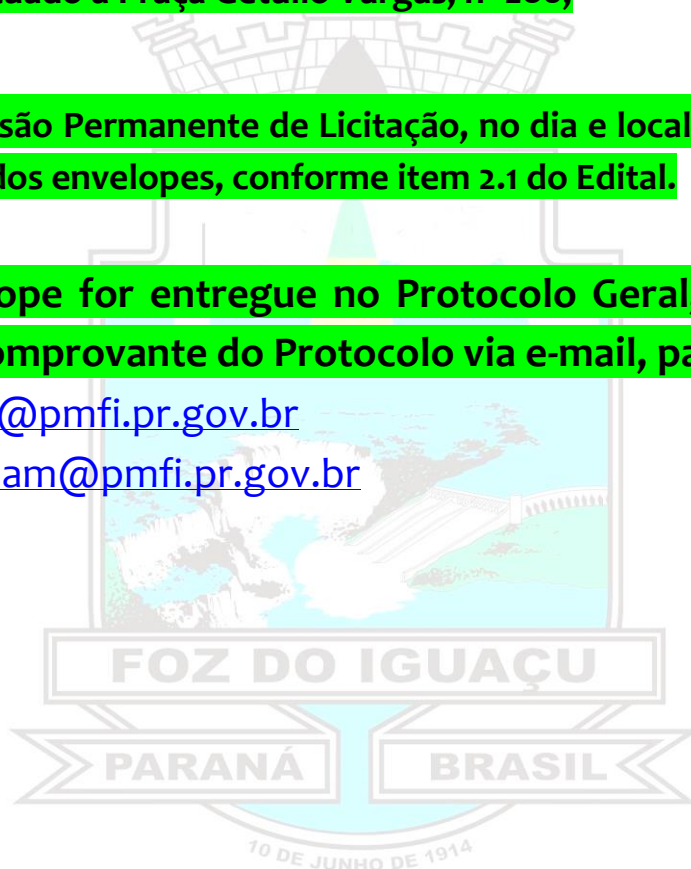 são Permanente de Licitação, no dia e local
dos envelopes, conforme item 2.1 do Edital.
ope for entregue no Protocolo Geral,
omprovante do Protocolo via e-mail, pa
@pmfi.pr.gov.br
am@pmfi.pr.gov.br
FOZ DO IGUAÇU
PARANÁ BRASIL
10 DE JUNHO DE 1914